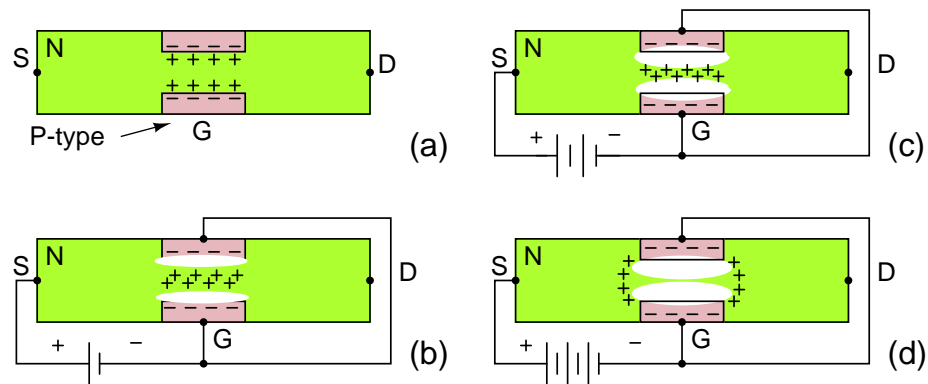 S N D
− − − −
+ + + +
+ + + +
− − − −
P-type G (a)
S N D
− − − −
+ + + + + + + +
− − − −
G
+ − (c)
S N D
− − − −
+ + + + + + + +
− − − −
G
+ − (b)
S N D
− − − −
+ +
+ +
+ +
+ +
− − − −
G
+ − (d)